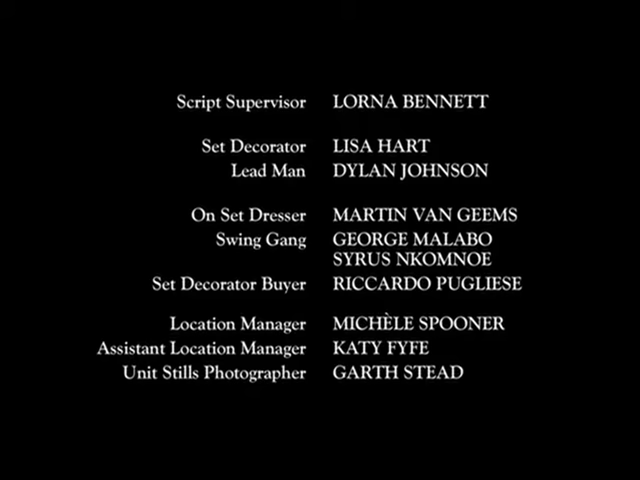 Script Supervisor LORNA BENNETT
Set Decorator LISA HART
Lead Man DYLAN JOHNSON
On Set Dresser MARTIN VAN GEEMS
Swing Gang GEORGE MALABO
SYRUS NKOMNOE
Set Decorator Buyer RICCARDO PUGLIESE
Location Manager MICHÈLE SPOONER
Assistant Location Manager KATY FYFE
Unit Stills Photographer GARTH STEAD